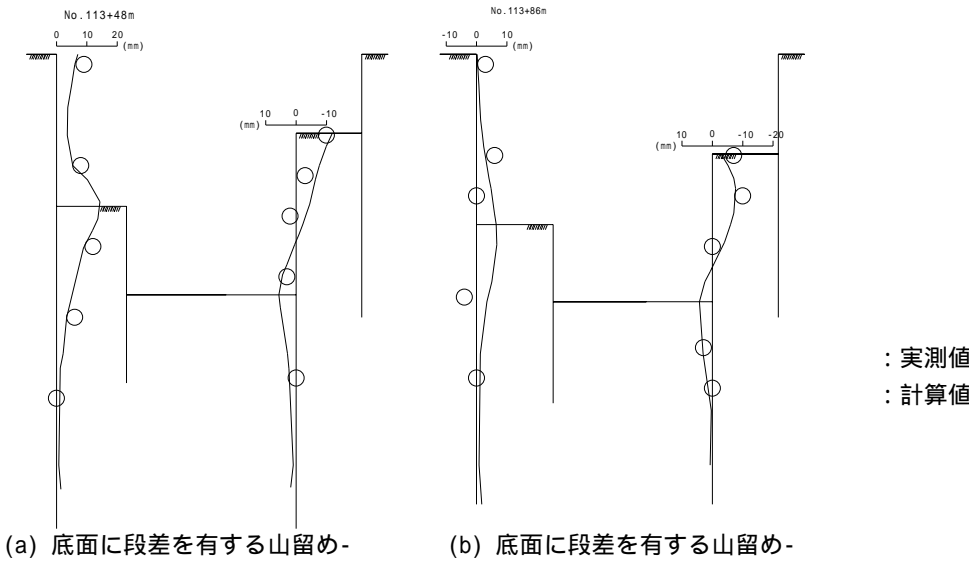 No.113+48m
0 10 20
(mm)
10 0 -10
(mm)
No.113+86m
-10 0 10
(mm)
10 0 -10 -20
(mm)
：実測値
：計算値
(a) 底面に段差を有する山留め-
(b) 底面に段差を有する山留め-